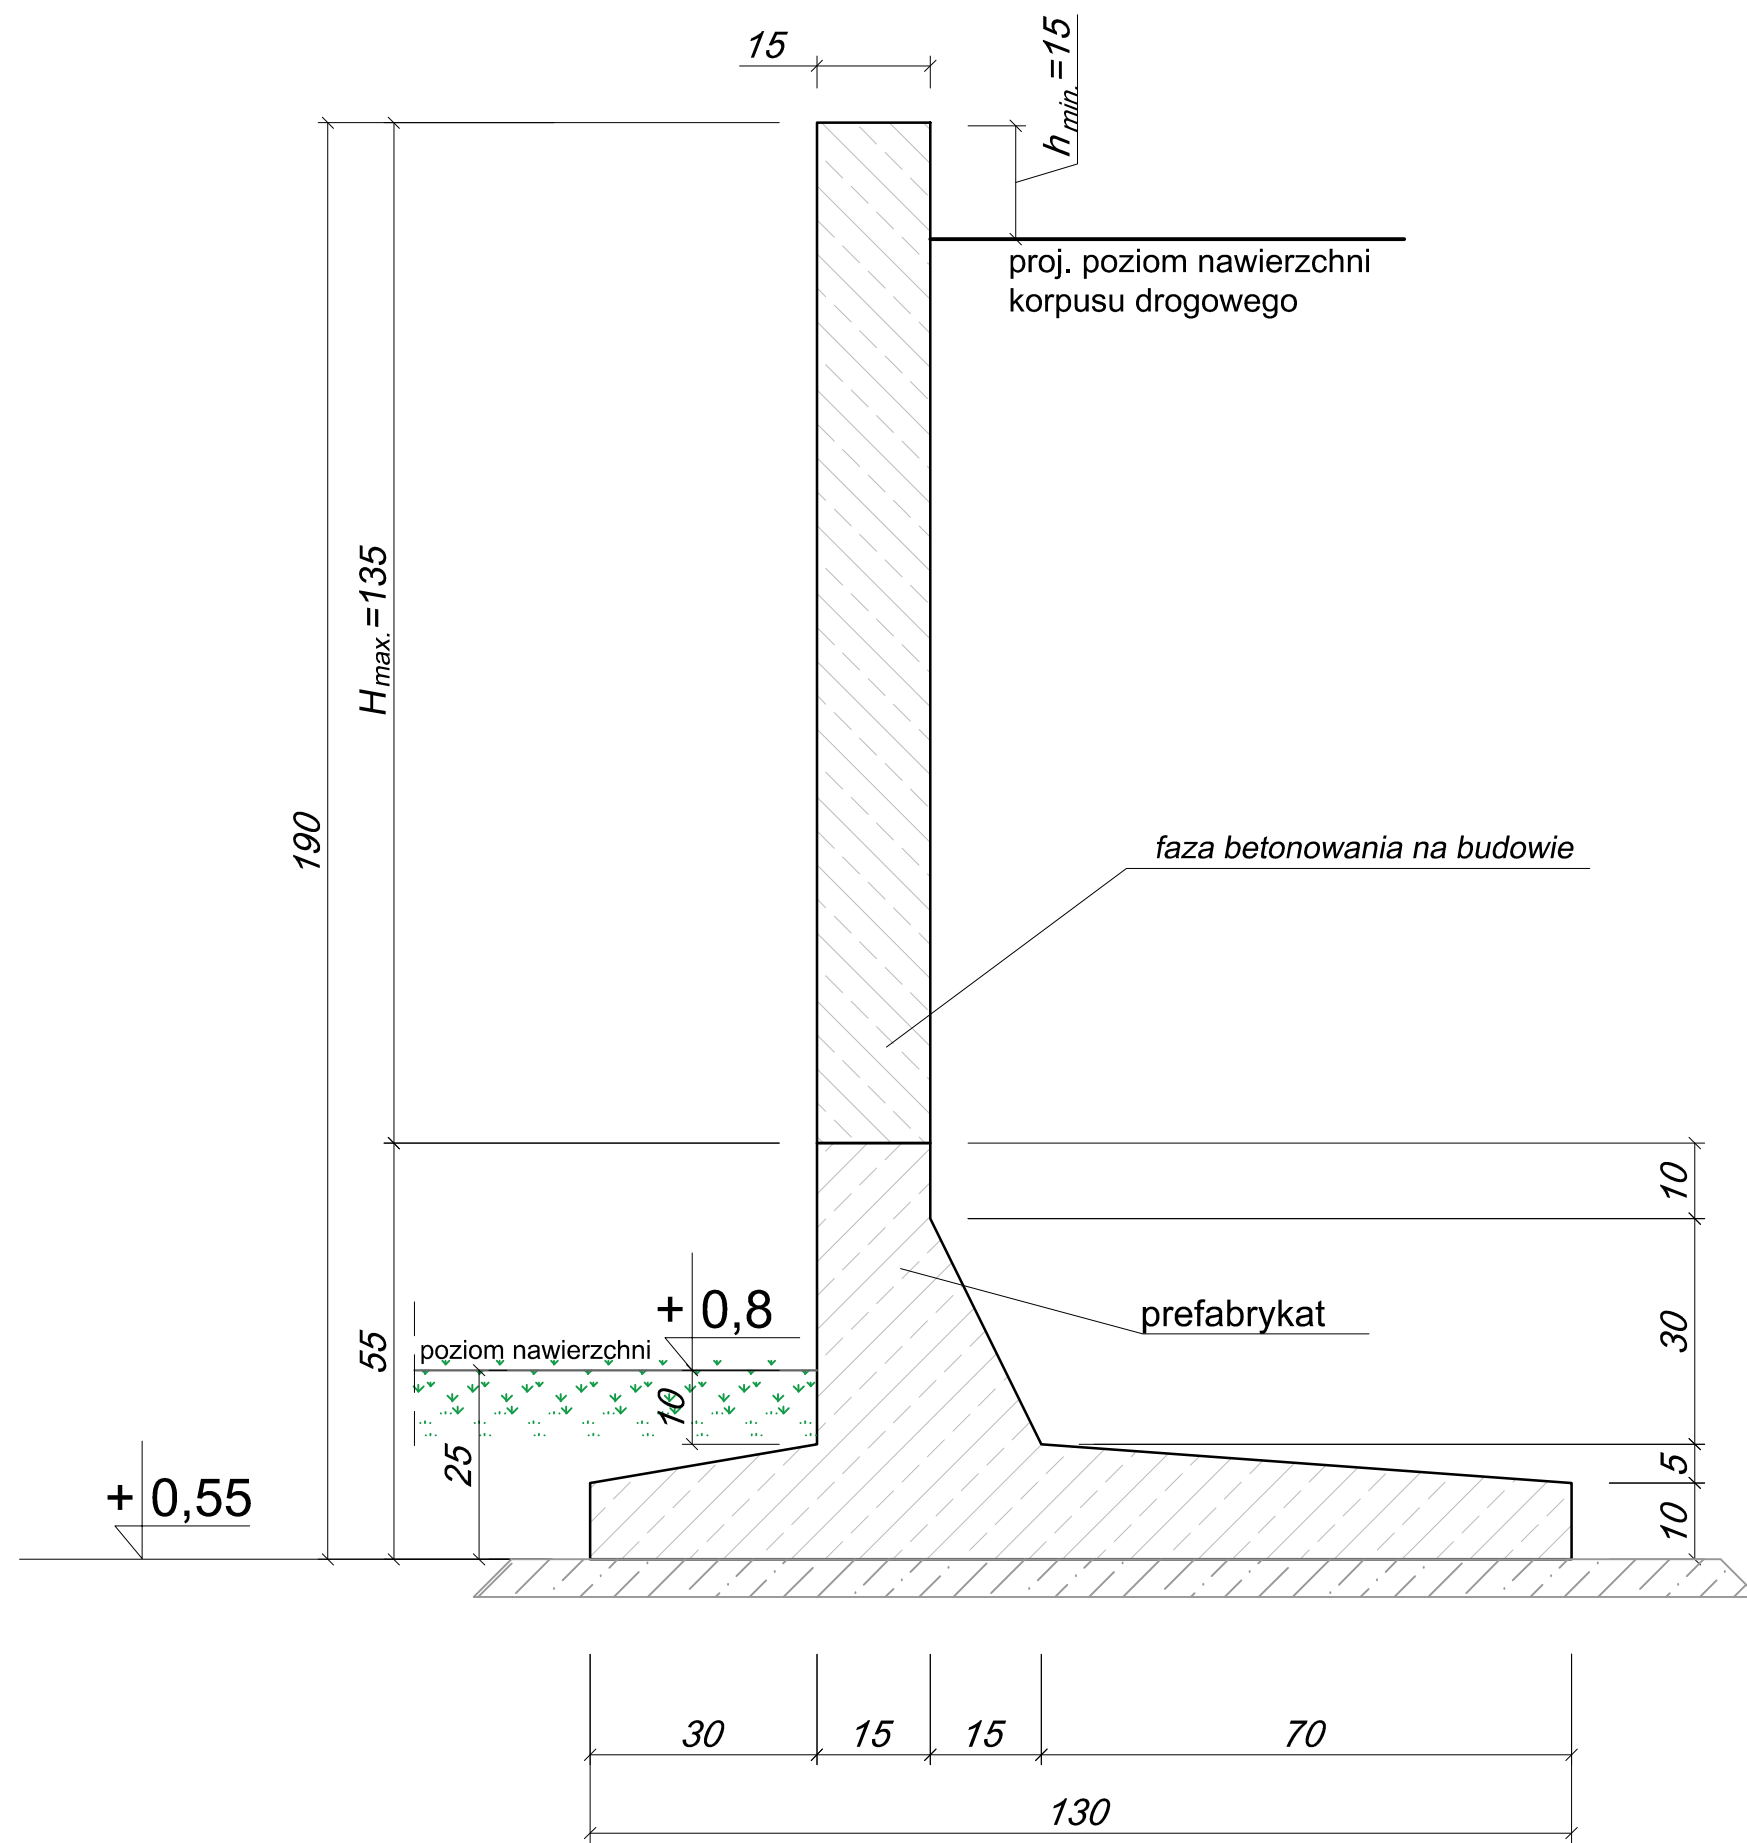 15
h min. =15
proj. poziom nawierzchni
korpusu drogowego
Hmax. =135
190
faza betonowania na budowie
10
prefabrykat
30
+ 0,8
poziom nawierzchni
55
10
25
5
10
+ 0,55
30
15
15
70
130